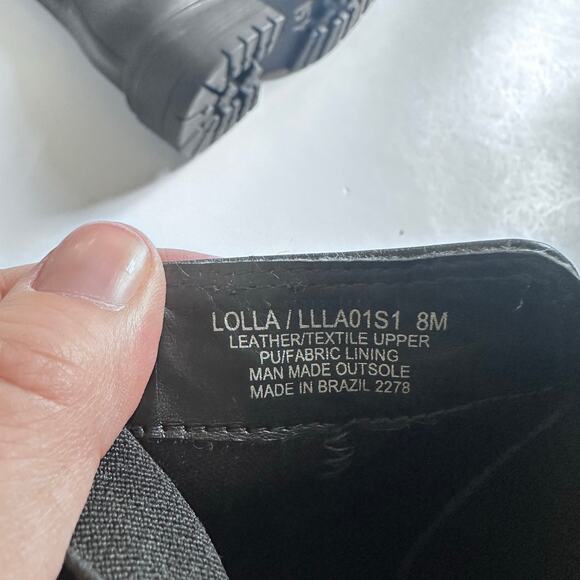 LOLLA / LLLA01S1 8M
LEATHER/TEXTILE UPPER
PU/FABRIC LINING
MAN MADE OUTSOLE
MADE IN BRAZIL 2278